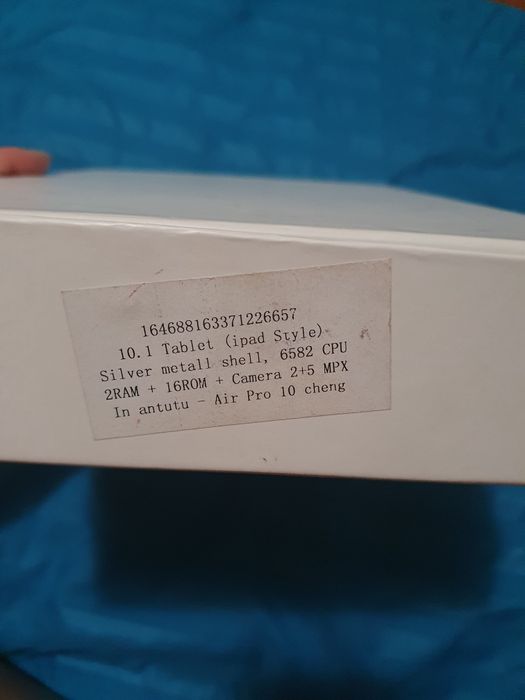 164688163371226657
10.1 Tablet (ipad Style)
Silver metall shell, 6582 CPU
2RAM + 16ROM + Camera 2+5 MPX
In antutu - Air Pro 10 cheng